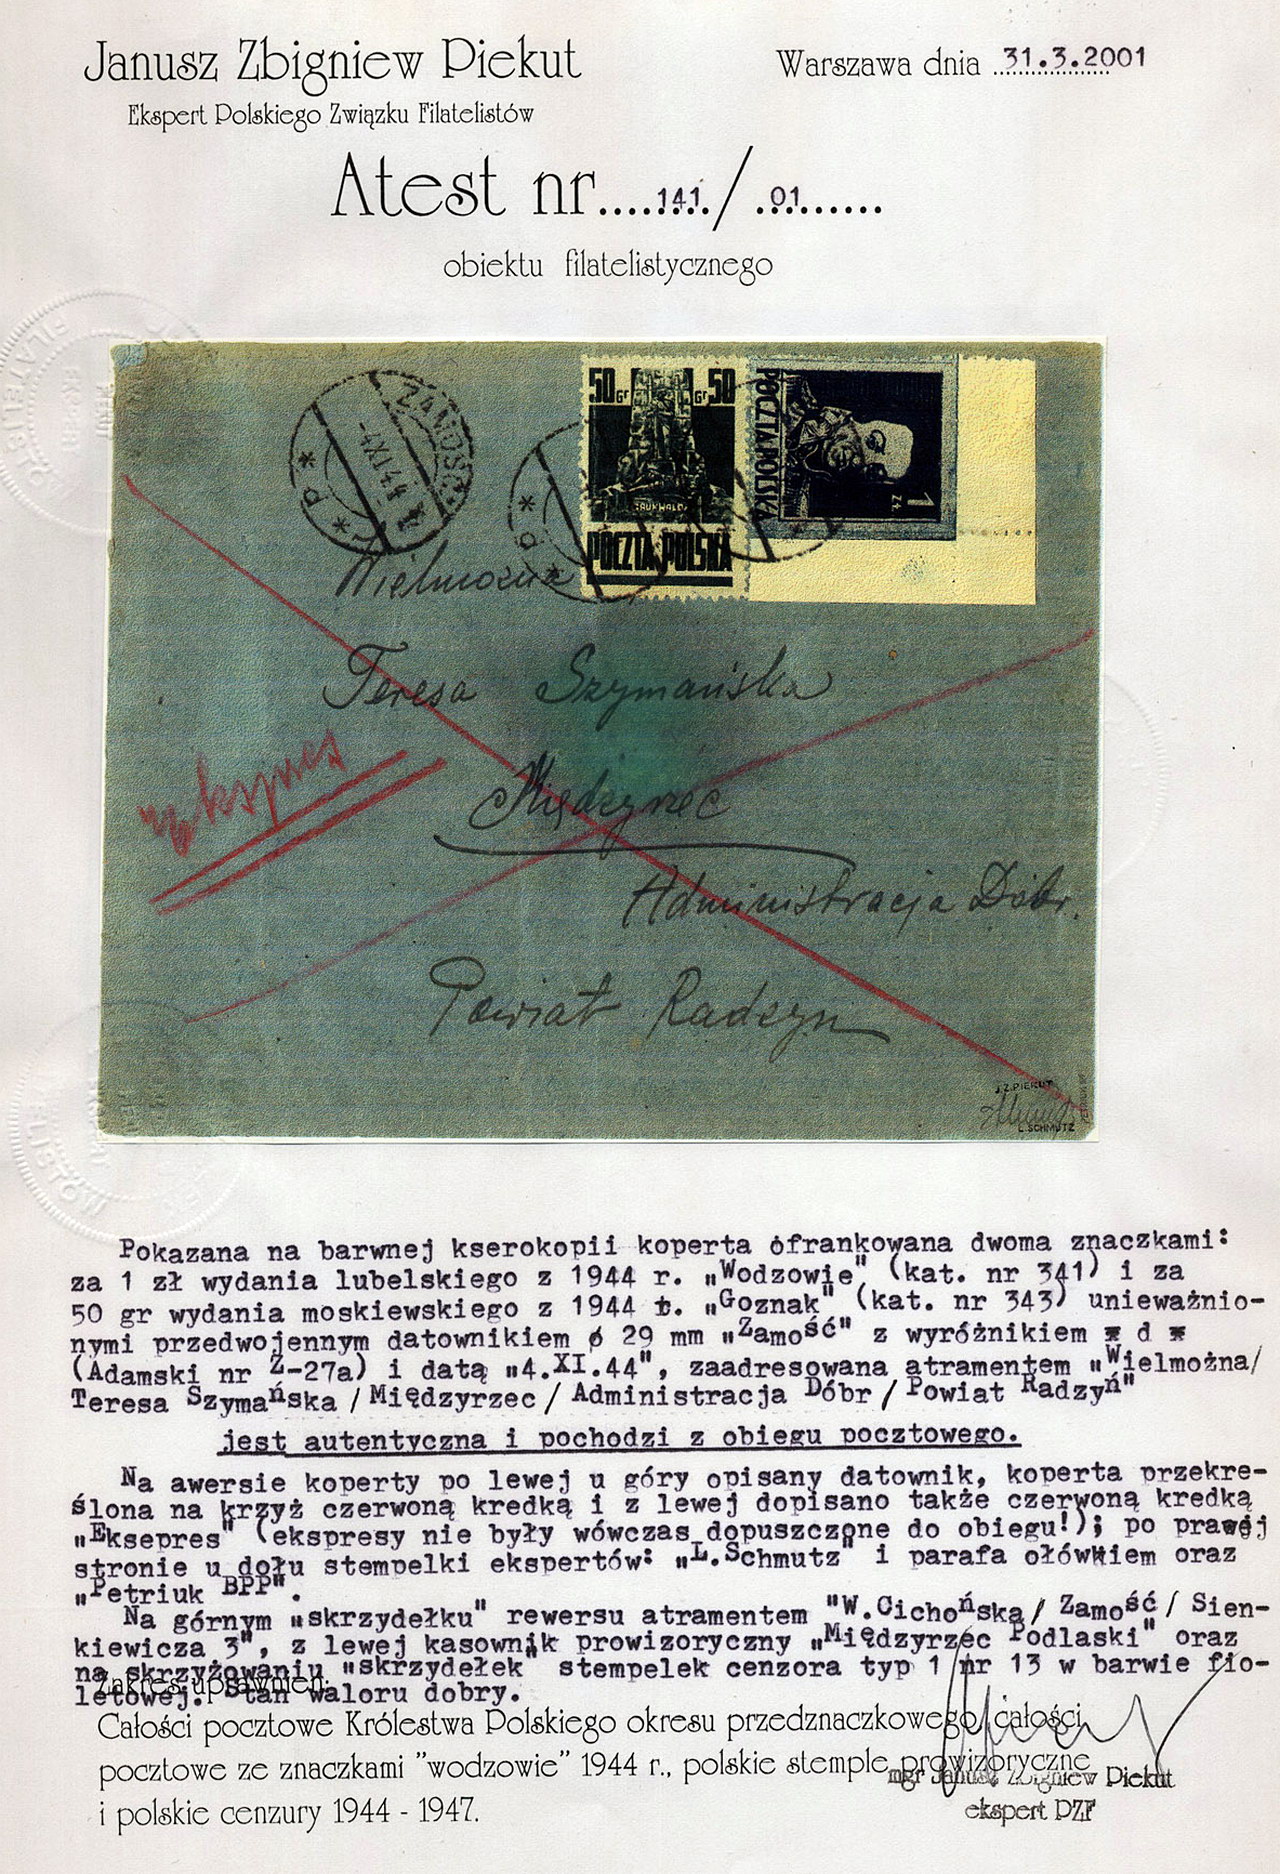 Janusz Zbigniew Piekut
Warszawa dnia 31.3.2001
Ekspert Polskiego Związku Filatelistów
Atest nr....141./.01.......
obiektu filatelistycznego
ZAMOŚĆ
-4.XI.44
* d *
50 Gr Gr 50
GRUNWALD
POCZTA POLSKA
POCZTA POLSKA
1 ZŁ
Wielmożna
Teresa Szymańska
Międzyrzec
Ekspres
Administracja Dóbr.
Powiat Radzyn
J.Z.PIEKUT
L.SCHMUTZ
Pokazana na barwnej kserokopii koperta ofrankowana dwoma znaczkami:
za 1 zł wydania lubelskiego z 1944 r. "Wodzowie" (kat. nr 341) i za
50 gr wydania moskiewskiego z 1944 r. "Goznak" (kat. nr 343) unieważnio-
nymi przedwojennym datownikiem ø 29 mm "Zamość" z wyróżnikiem * d *
(Adamski nr Z-27a) i datą "4.XI.44", zaadresowana atramentem "Wielmożna/
Teresa Szymańska/Międzyrzec/Administracja Dóbr/Powiat Radzyń"
jest autentyczna i pochodzi z obiegu pocztowego.
Na awersie koperty po lewej u góry opisany datownik, koperta przekre-
ślona na krzyż czerwoną kredką i z lewej dopisano także czerwoną kredką
"Eksepres" (ekspresy nie były wówczas dopuszczone do obiegu!); po prawej
stronie u dołu stempelki ekspertów: "L.Schmutz" i parafa ołówkiem oraz
"Petriuk BPP".
Na górnym "skrzydełku" rewersu atramentem "W.Cichońska/ Zamość/ Sien-
kiewicza 3", z lewej kasownik prowizoryczny "Międzyrzec Podlaski" oraz
na skrzyżowaniu "skrzydełek" stempelek cenzora typ 1 nr 13 w barwie fio-
letowej. Stan waloru dobry.
Zakres uprawnień:
Całości pocztowe Królestwa Polskiego okresu przedznaczkowego, całości
pocztowe ze znaczkami "wodzowie" 1944 r., polskie stemple prowizoryczne
i polskie cenzury 1944 - 1947.
mgr Janusz Zbigniew Piekut
ekspert PZF